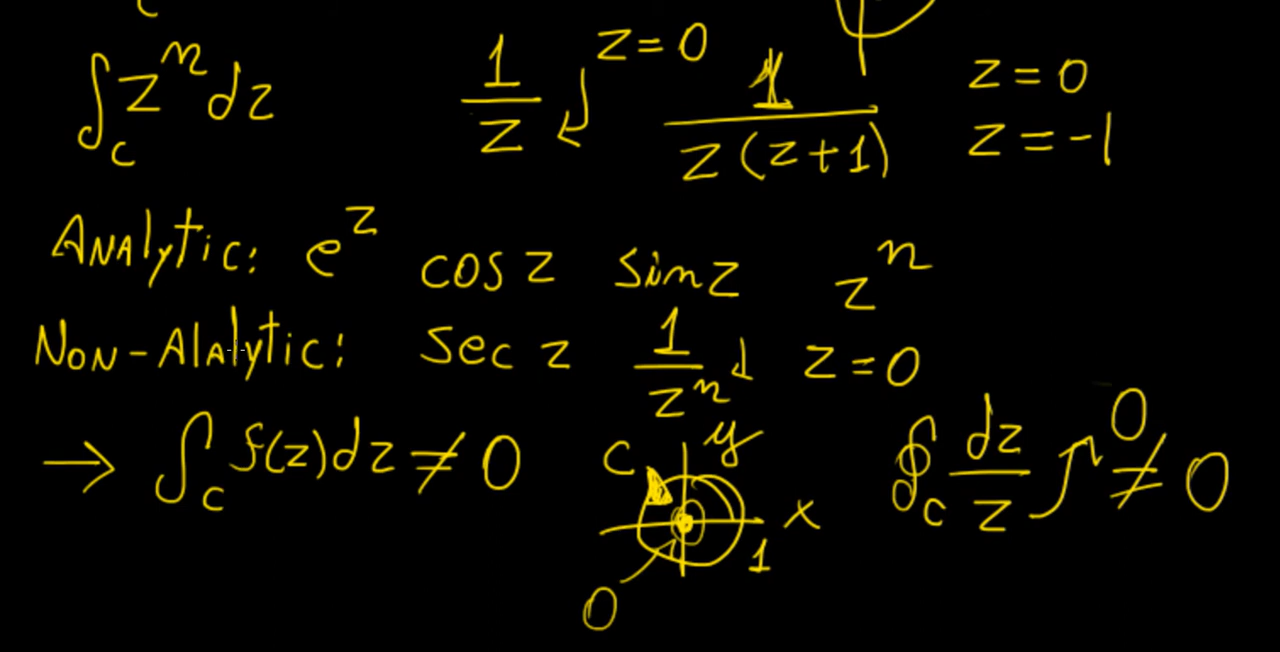 ∫_C z^n dz 1/z z=0 1/(z(z+1)) z=0
z=-1
Analytic: e^z cos z sin z z^n
Non-Alalytic: sec z 1/z^n z=0
→ ∫_C f(z)dz ≠ 0 C y x 1 0 ∮_C dz/z 0 ≠ 0